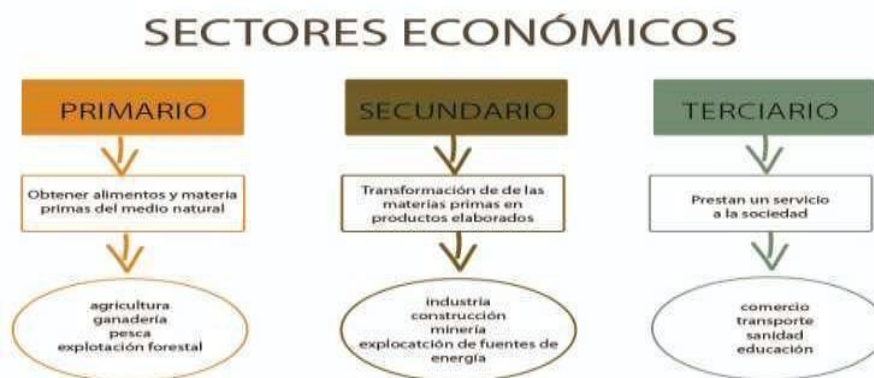 SECTORES ECONÓMICOS
PRIMARIO
Obtener alimentos y materia
primas del medio natural
agricultura
ganadería
pesca
explotación forestal
SECUNDARIO
Transformación de de las
materias primas en
productos elaborados
industria
construcción
minería
explocatción de fuentes de
energía
TERCIARIO
Prestan un servicio
a la sociedad
comercio
transporte
sanidad
educación